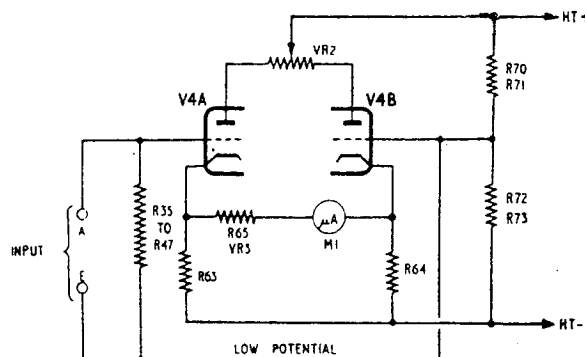 HT+
VR2
R70
R71
V4A
V4B
R35
TO
R47
R72
R73
INPUT
A
E
R65
VR3
µA
M1
R63
R64
HT-
LOW POTENTIAL